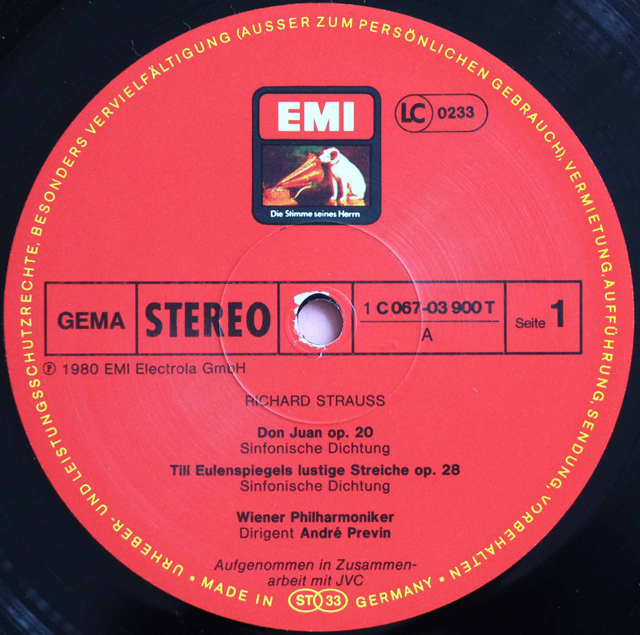 URHEBER- UND LEISTUNGSSCHUTZRECHTE, BESONDERS VERVIELFÄLTIGUNG (AUSSER ZUM PERSÖNLICHEN GEBRAUCH), VERMIETUNG, AUFFÜHRUNG, SENDUNG, VORBEHALTEN
EMI
LC 0233
Die Stimme seines Herrn
GEMA STEREO 1 C 067-03 900 T Seite 1
A
Ⓟ 1980 EMI Electrola GmbH
RICHARD STRAUSS
Don Juan op. 20
Sinfonische Dichtung
Till Eulenspiegels lustige Streiche op. 28
Sinfonische Dichtung
Wiener Philharmoniker
Dirigent André Previn
Aufgenommen in Zusammen-
arbeit mit JVC
• MADE IN ST 33 GERMANY •